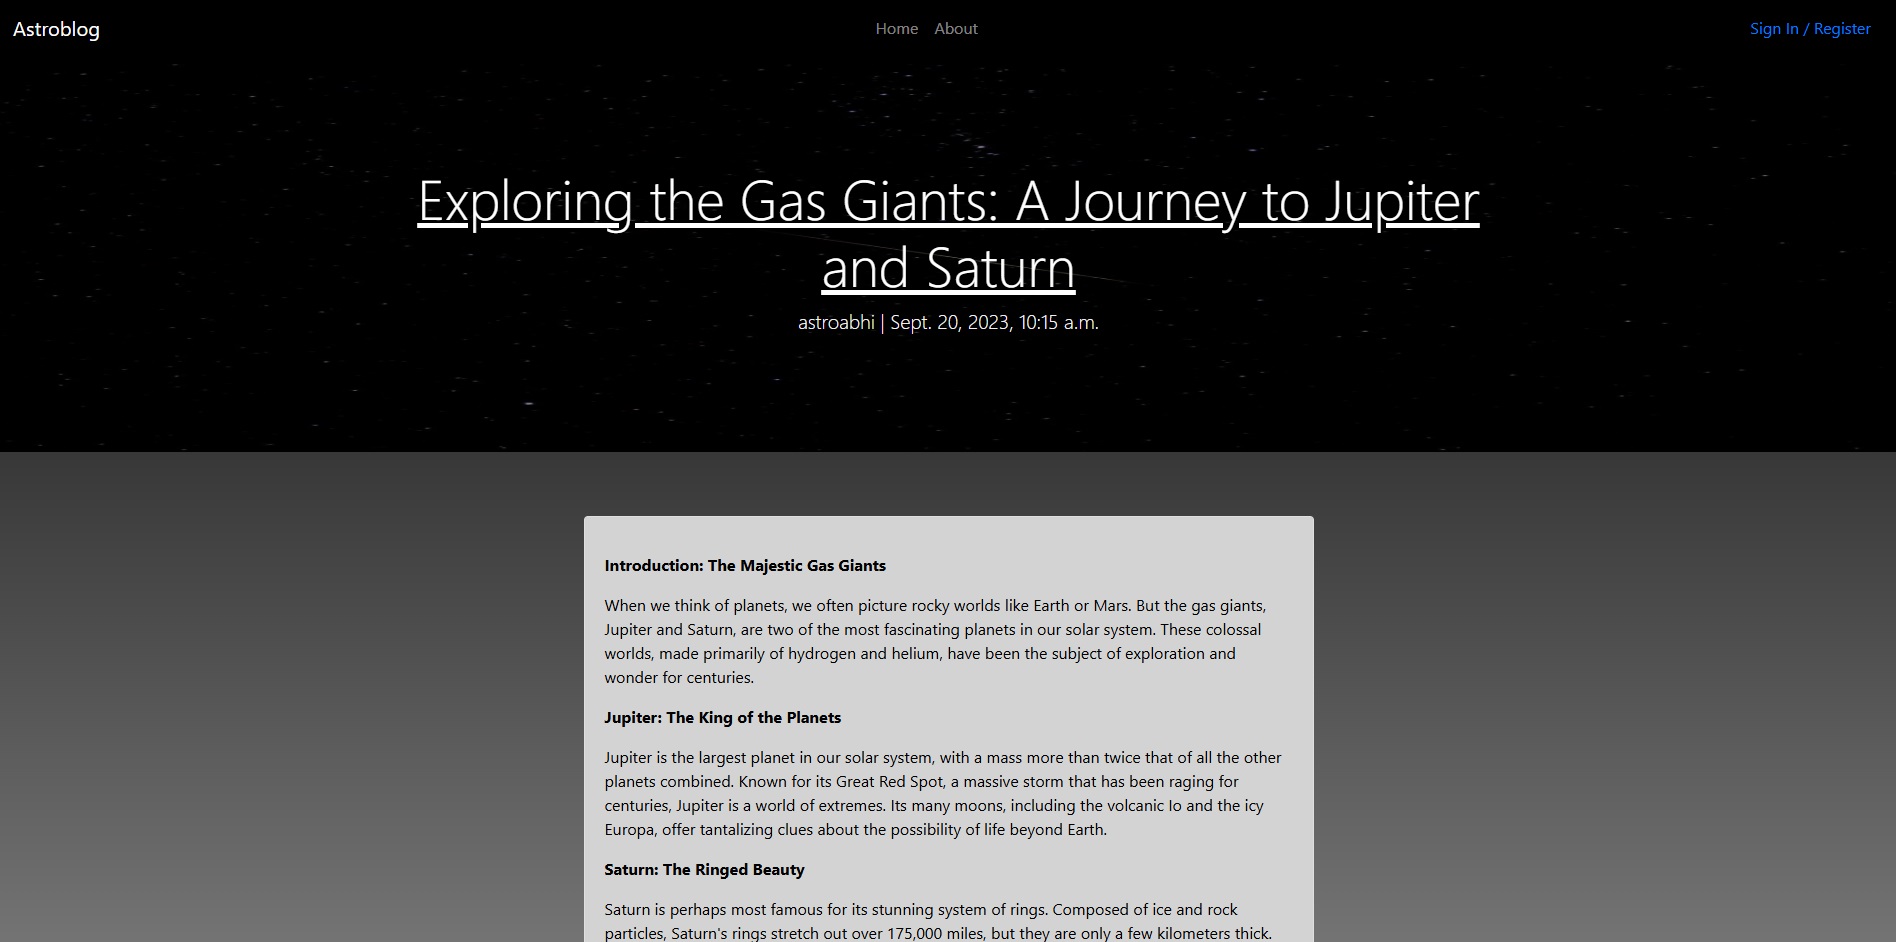 Astroblog
Home
About
Sign In / Register
Exploring the Gas Giants: A Journey to Jupiter
and Saturn
astroabhi | Sept. 20, 2023, 10:15 a.m.
Introduction: The Majestic Gas Giants
When we think of planets, we often picture rocky worlds like Earth or Mars. But the gas giants,
Jupiter and Saturn, are two of the most fascinating planets in our solar system. These colossal
worlds, made primarily of hydrogen and helium, have been the subject of exploration and
wonder for centuries.
Jupiter: The King of the Planets
Jupiter is the largest planet in our solar system, with a mass more than twice that of all the other
planets combined. Known for its Great Red Spot, a massive storm that has been raging for
centuries, Jupiter is a world of extremes. Its many moons, including the volcanic Io and the icy
Europa, offer tantalizing clues about the possibility of life beyond Earth.
Saturn: The Ringed Beauty
Saturn is perhaps most famous for its stunning system of rings. Composed of ice and rock
particles, Saturn's rings stretch out over 175,000 miles, but they are only a few kilometers thick.